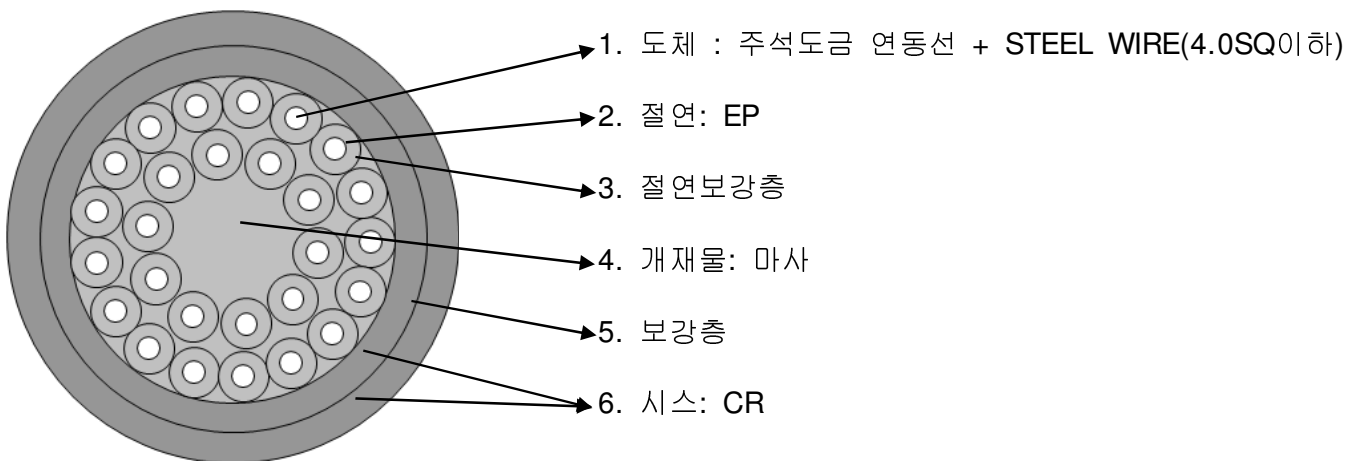 1. 도체 : 주석도금 연동선 + STEEL WIRE(4.0SQ이하)
2. 절연: EP
3. 절연보강층
4. 개재물: 마사
5. 보강층
6. 시스: CR